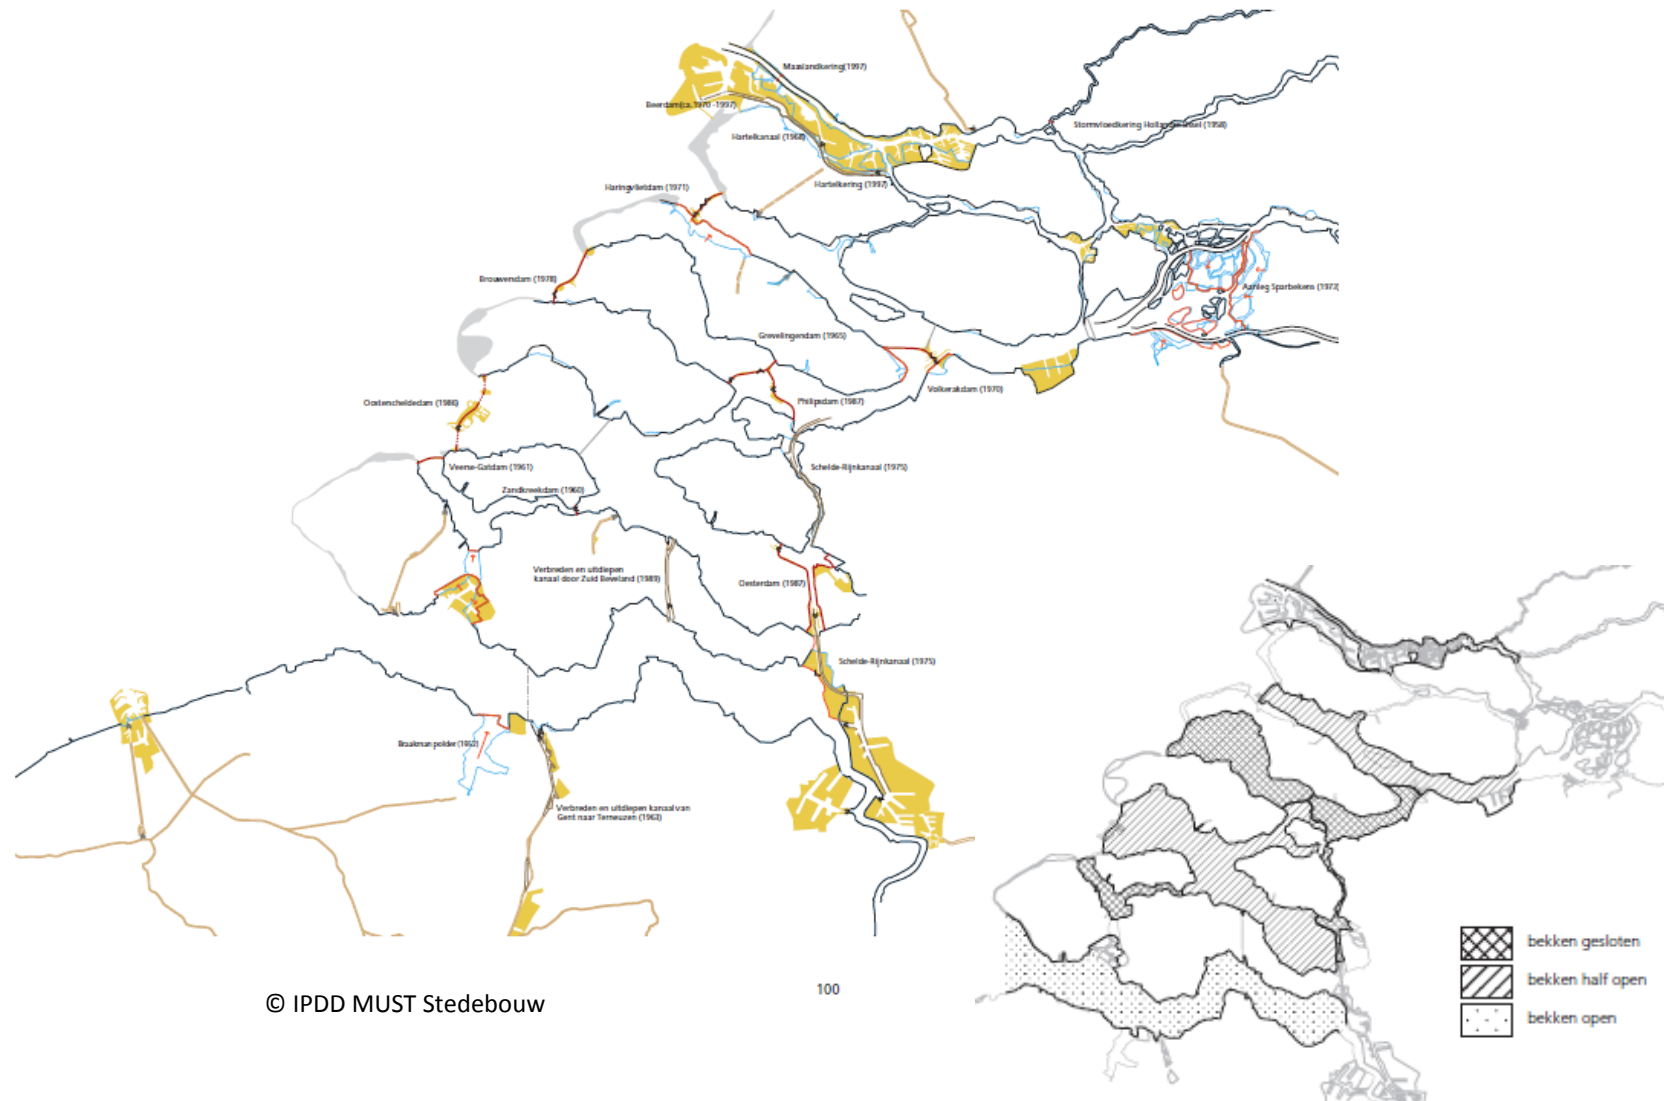 Maaslandkering(1997)
Beerdam(ca. 1970 -1997)
Stormvloedkering Hollandse IJssel (1958)
Hartelkanaal (1968)
Haringvlietdam (1971)
Hartelkering (1997)
Brouwersdam (1978)
Aanleg Spaarbekkens (1973)
Grevelingendam (1965)
Volkerakdam (1970)
Oosterscheldedam (1986)
Philipsdam (1987)
Veerse-Gatdam (1961)
Schelde-Rijnkanaal (1975)
Zandkreekdam (1960)
Verbreden en uitdiepen
kanaal door Zuid Beveland (1989)
Oesterdam (1987)
Schelde-Rijnkanaal (1975)
Braakman polder (1952)
Verbreden en uitdiepen kanaal van
Gent naar Terneuzen (1963)
bekken gesloten
bekken half open
bekken open
100
© IPDD MUST Stedebouw